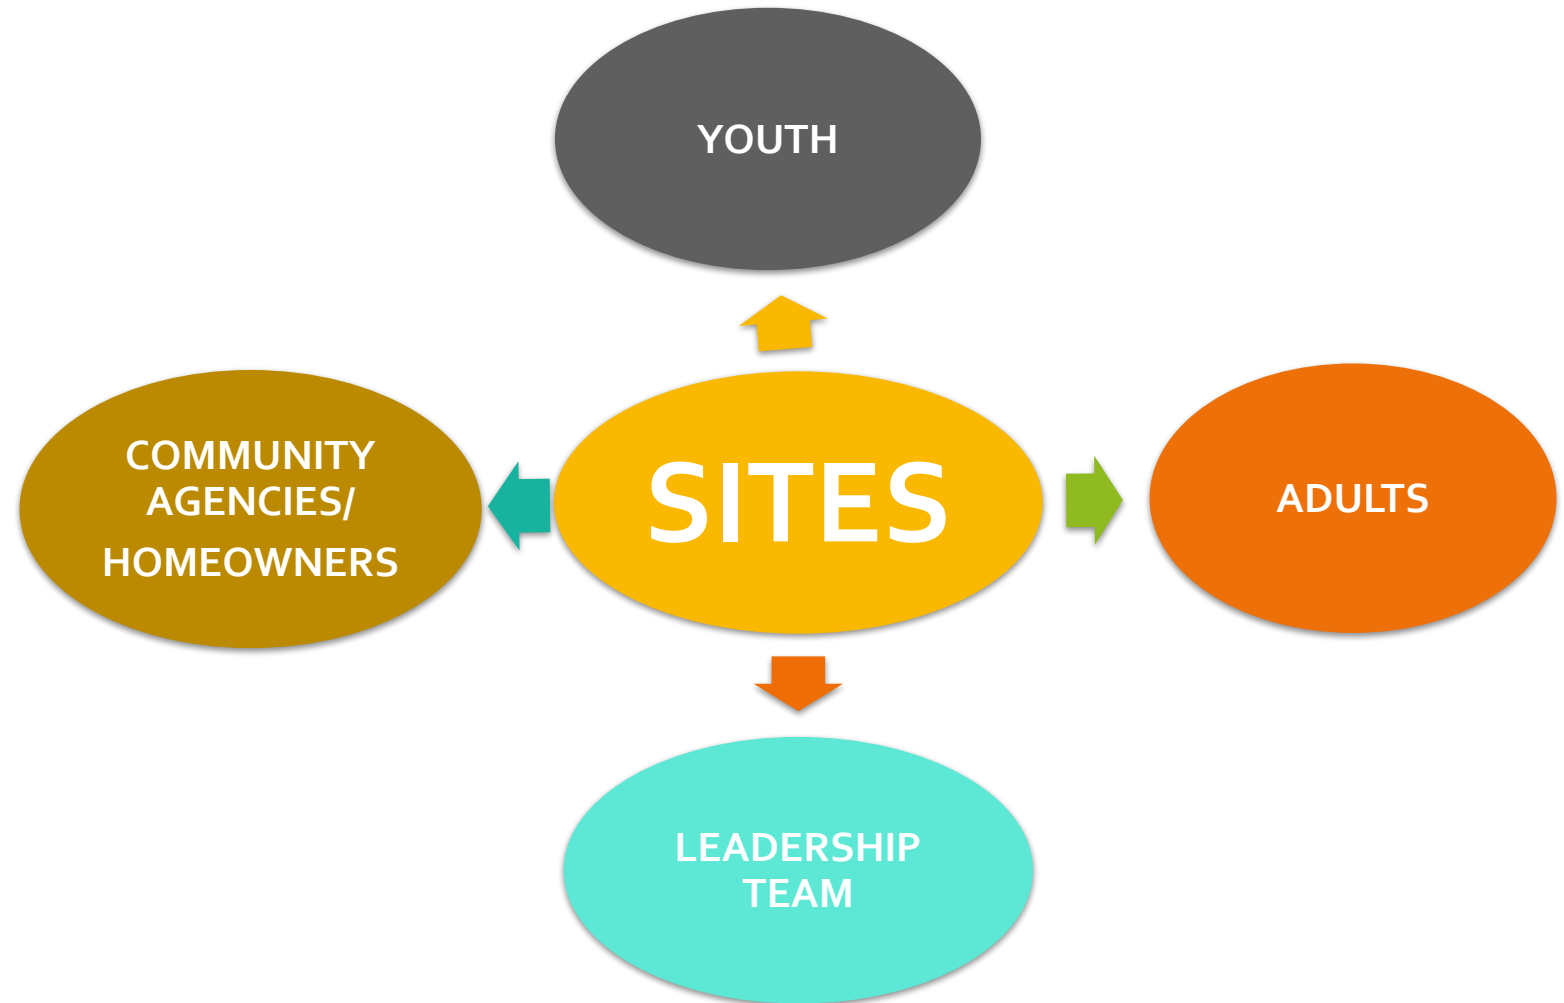 YOUTH
COMMUNITY
AGENCIES/
HOMEOWNERS
SITES
ADULTS
LEADERSHIP
TEAM